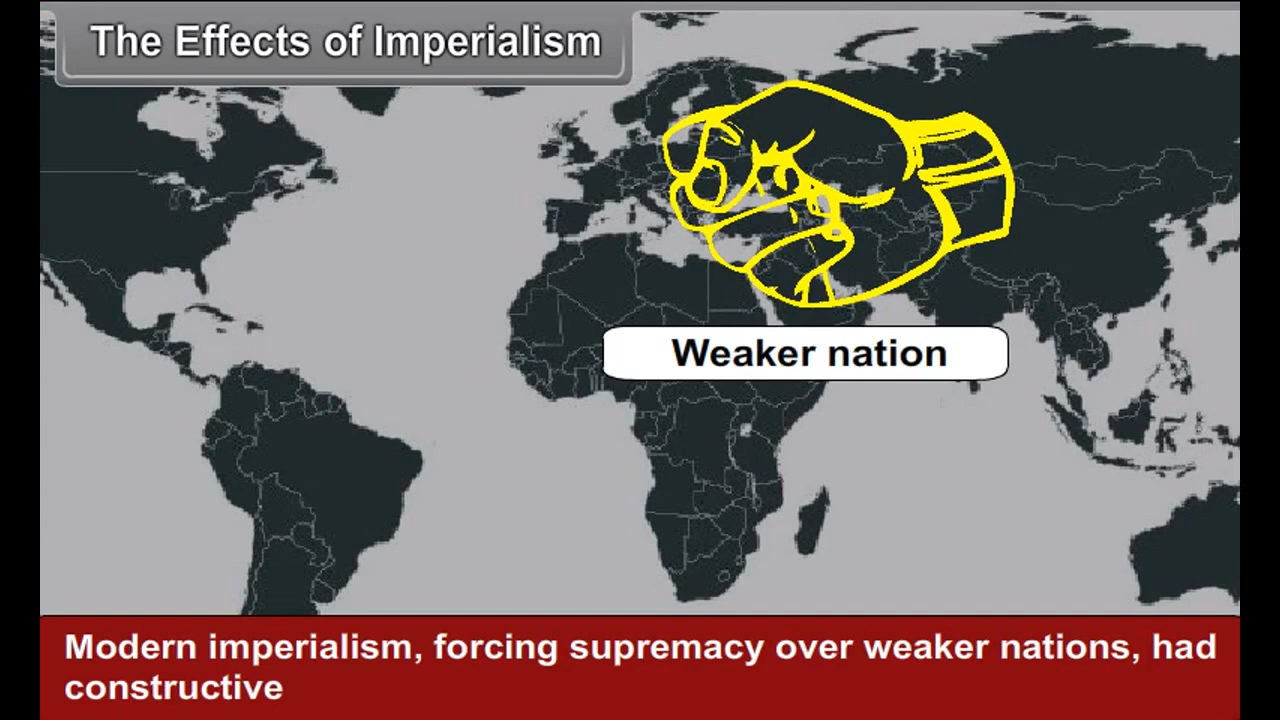 The Effects of Imperialism
Weaker nation
Modern imperialism, forcing supremacy over weaker nations, had
constructive